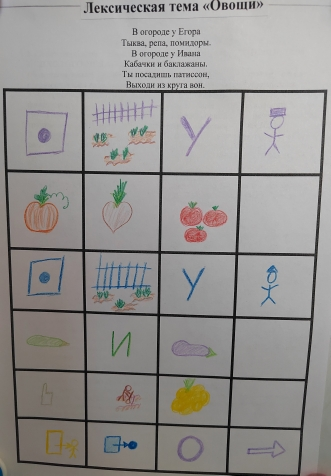 Лексическая тема «Овощи»
В огороде у Егора
Тыква, репа, помидоры.
В огороде у Ивана
Кабачки и баклажаны.
Ты посадишь патиссон,
Выходи из круга вон.
У
У
И